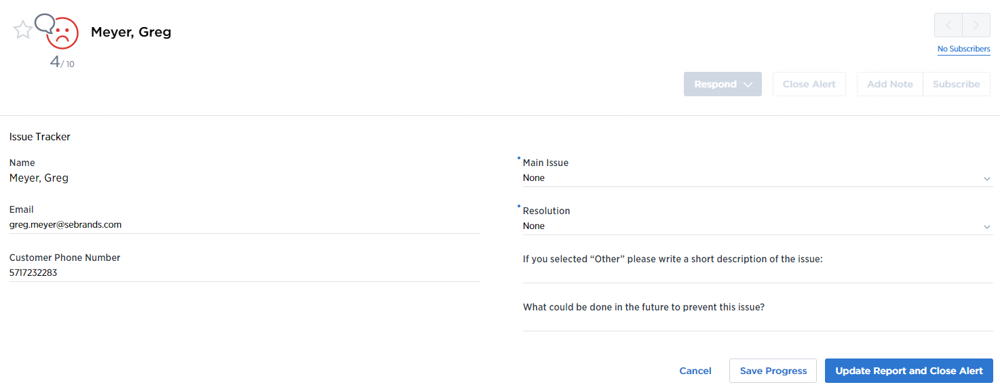 Meyer, Greg
4/ 10
No Subscribers
Respond
Close Alert
Add Note
Subscribe
Issue Tracker
Name
Meyer, Greg
Email
greg.meyer@sebrands.com
Customer Phone Number
5717232283
Main Issue
None
Resolution
None
If you selected “Other” please write a short description of the issue:
What could be done in the future to prevent this issue?
Cancel
Save Progress
Update Report and Close Alert